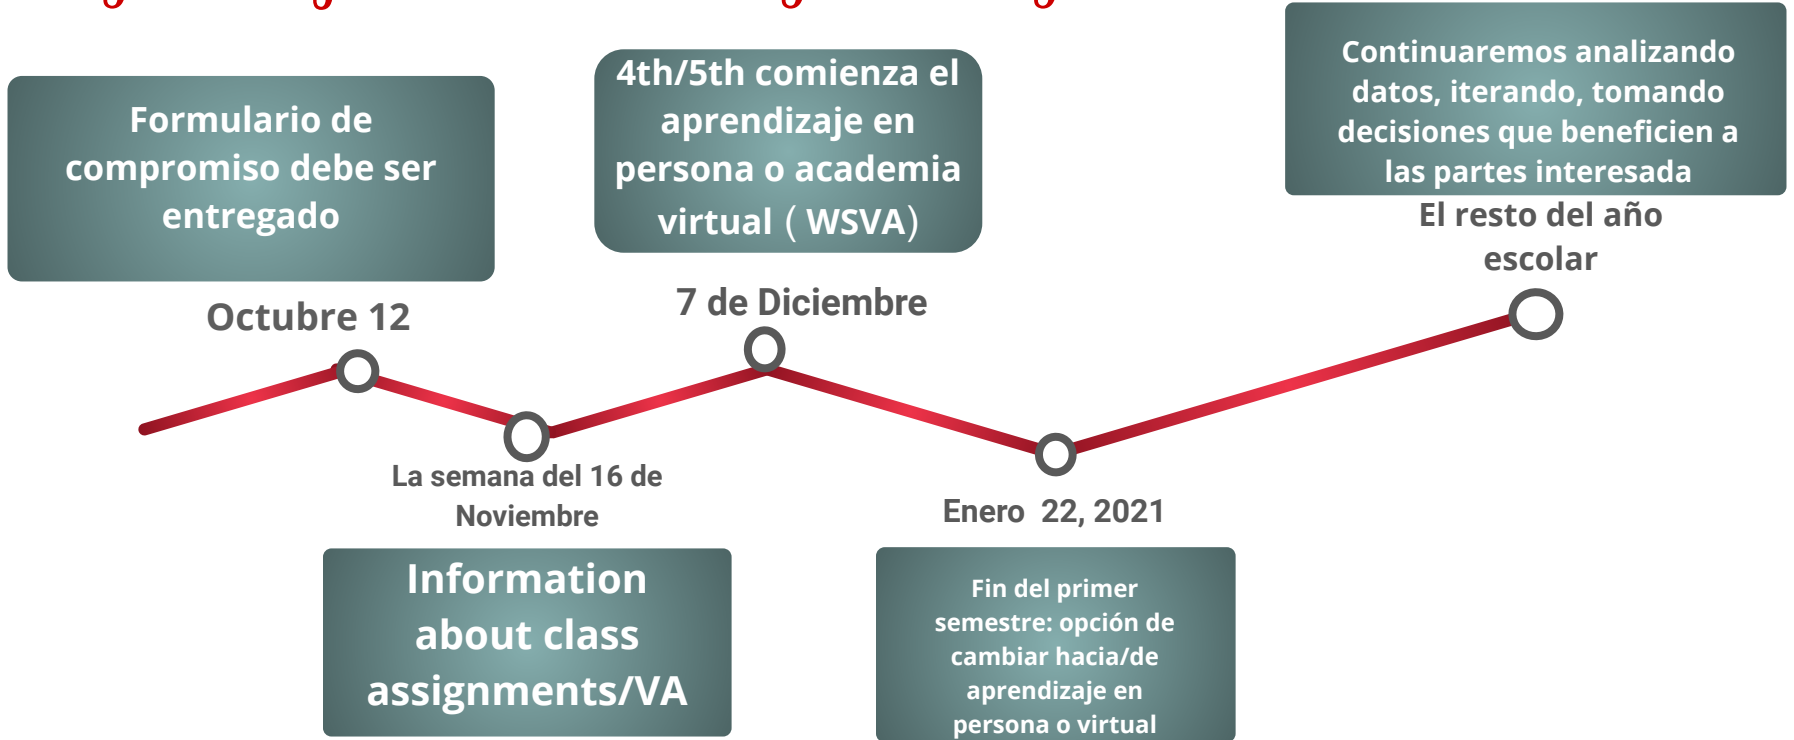 Formulario de
compromiso debe ser
entregado
Octubre 12
La semana del 16 de
Noviembre
Information
about class
assignments/VA
4th/5th comienza el
aprendizaje en
persona o academia
virtual ( WSVA)
7 de Diciembre
Enero 22, 2021
Fin del primer
semestre: opción de
cambiar hacia/de
aprendizaje en
persona o virtual
Continuaremos analizando
datos, iterando, tomando
decisiones que beneficien a
las partes interesada
El resto del año
escolar